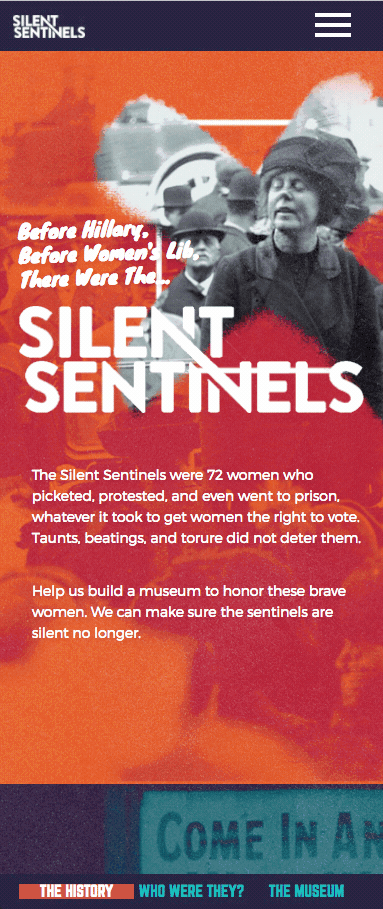 SILENT
SENTINELS
Before Hillary,
Before Women's Lib,
There Were The...
SILENT
SENTINELS
The Silent Sentinels were 72 women who
picketed, protested, and even went to prison,
whatever it took to get women the right to vote.
Taunts, beatings, and torure did not deter them.
Help us build a museum to honor these brave
women. We can make sure the sentinels are
silent no longer.
COME IN AN
THE HISTORY WHO WERE THEY? THE MUSEUM